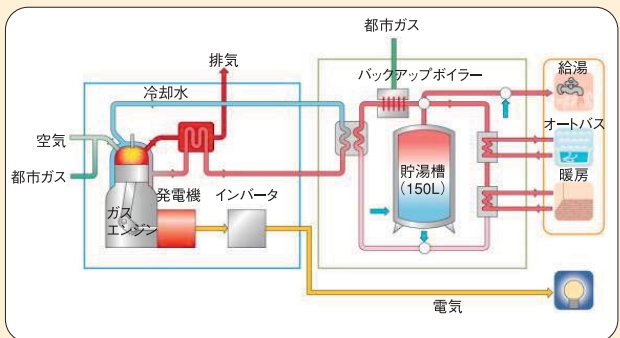 都市ガス
排気
バックアップボイラー
給湯
冷却水
オートバス
空気
都市ガス
貯湯槽
(150L)
暖房
発電機
インバータ
ガス
エンジン
電気